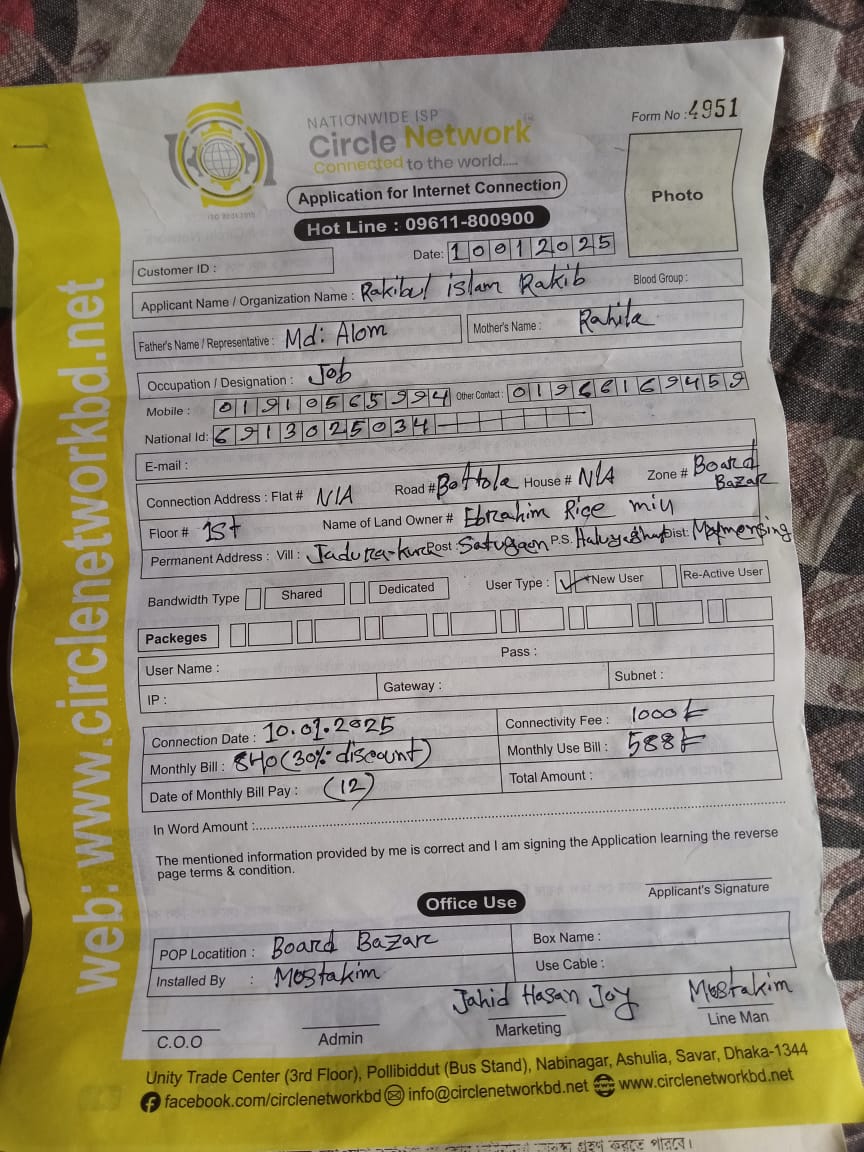 NATIONWIDE ISP
Circle Network
Connected to the world.....
Form No : 4951
Application for Internet Connection
Hot Line : 09611-800900
Photo
ISO 9001:2015
Customer ID :
Date: 10012025
Applicant Name / Organization Name : Rakibul islam Rakib Blood Group :
Father's Name / Representative : Md: Alom Mother's Name : Rahila
Occupation / Designation : Job
Mobile : 01910565994 Other Contact : 01966169459
National Id: 6913025034
E-mail :
Connection Address : Flat # N/A Road # Bottola House # N/A Zone # Board Bazar
Floor # 1st Name of Land Owner # Ebrahim Rige miu
Permanent Address : Vill : Post : P.S. Dist:
Bandwidth Type Shared Dedicated User Type : ✓ New User Re-Active User
Packeges
User Name : Pass :
IP : Gateway : Subnet :
Connection Date : 10.01.2025 Connectivity Fee : 1000৳
Monthly Bill : 840 (30% discount) Monthly Use Bill : 588৳
Date of Monthly Bill Pay : (12) Total Amount :
In Word Amount :
The mentioned information provided by me is correct and I am signing the Application learning the reverse
page terms & condition.
Applicant's Signature
Office Use
POP Locatition : Board Bazar Box Name :
Installed By : Mostakim Use Cable :
Jahid Hasan Joy Mostakim
C.O.O Admin Marketing Line Man
Unity Trade Center (3rd Floor), Pollibiddut (Bus Stand), Nabinagar, Ashulia, Savar, Dhaka-1344
facebook.com/circlenetworkbd info@circlenetworkbd.net www.circlenetworkbd.net
web: www.circlenetworkbd.net